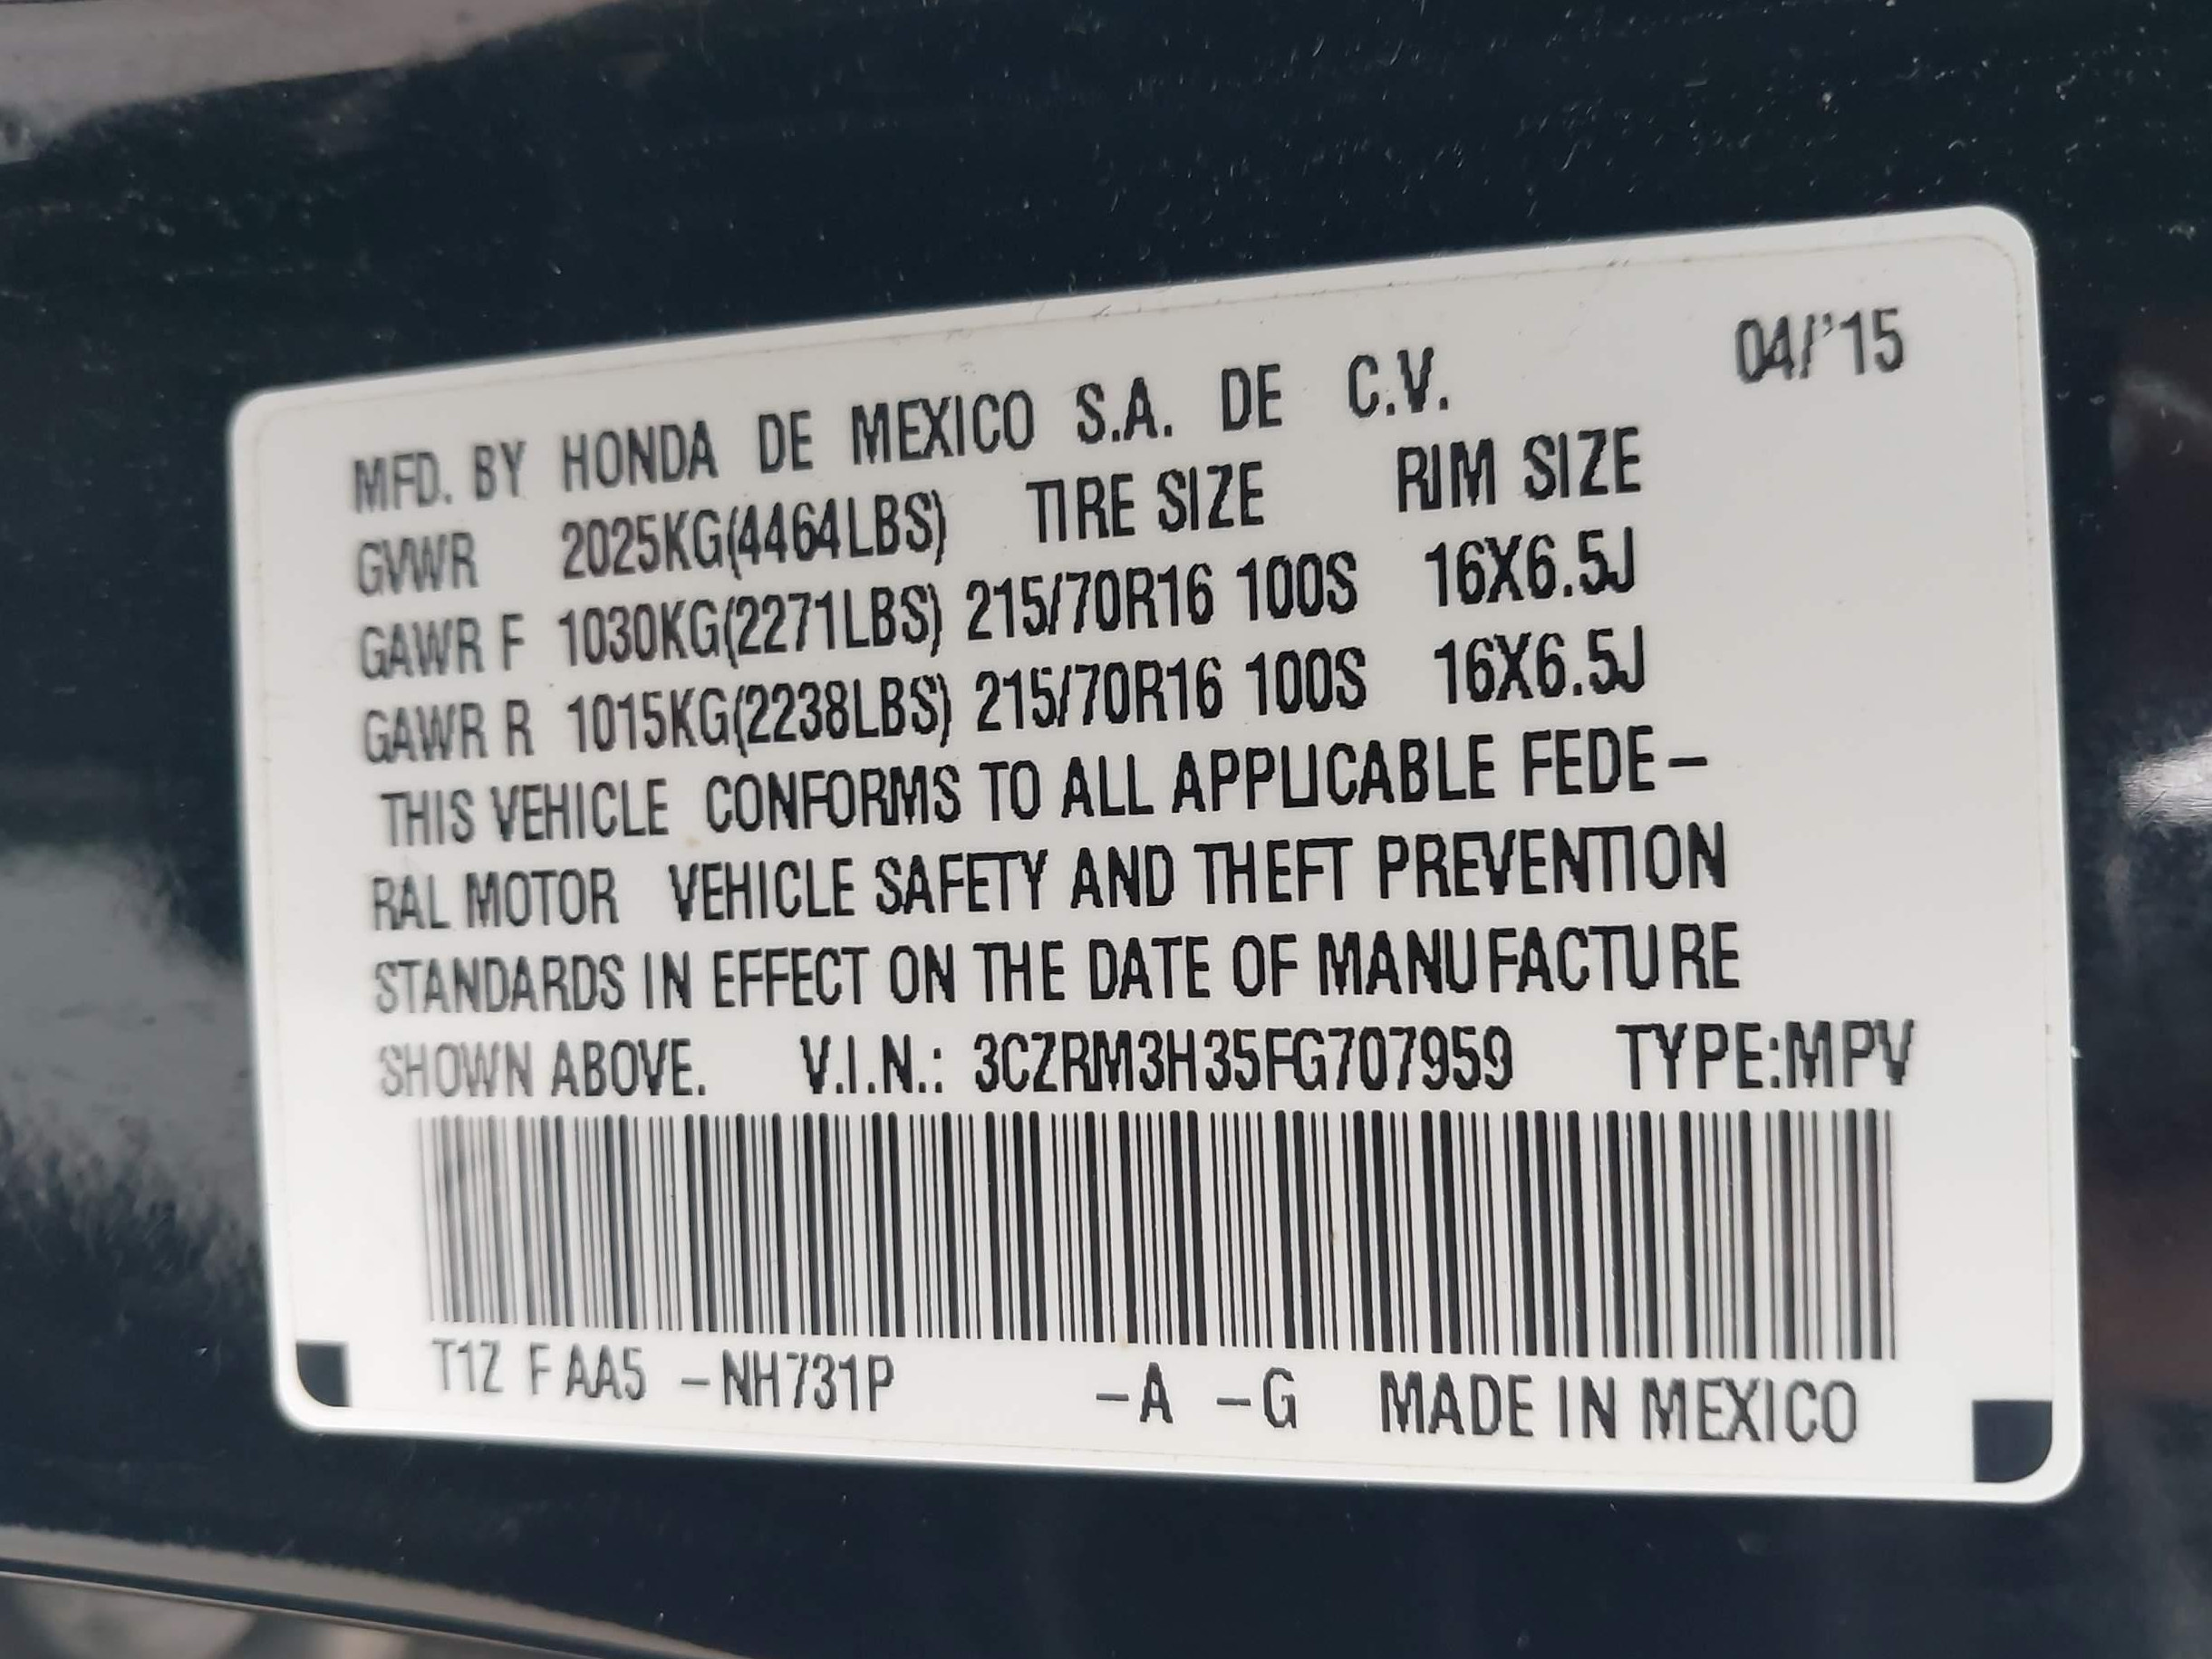 04/'15
MFD. BY HONDA DE MEXICO S.A. DE C.V.
GVWR 2025KG(4464LBS) TIRE SIZE RIM SIZE
GAWR F 1030KG(2271LBS) 215/70R16 100S 16X6.5J
GAWR R 1015KG(2238LBS) 215/70R16 100S 16X6.5J
THIS VEHICLE CONFORMS TO ALL APPLICABLE FEDE-
RAL MOTOR VEHICLE SAFETY AND THEFT PREVENTION
STANDARDS IN EFFECT ON THE DATE OF MANUFACTURE
SHOWN ABOVE. V.I.N.: 3CZRM3H35FG707959 TYPE:MPV
T1Z F AA5 -NH731P -A -G MADE IN MEXICO